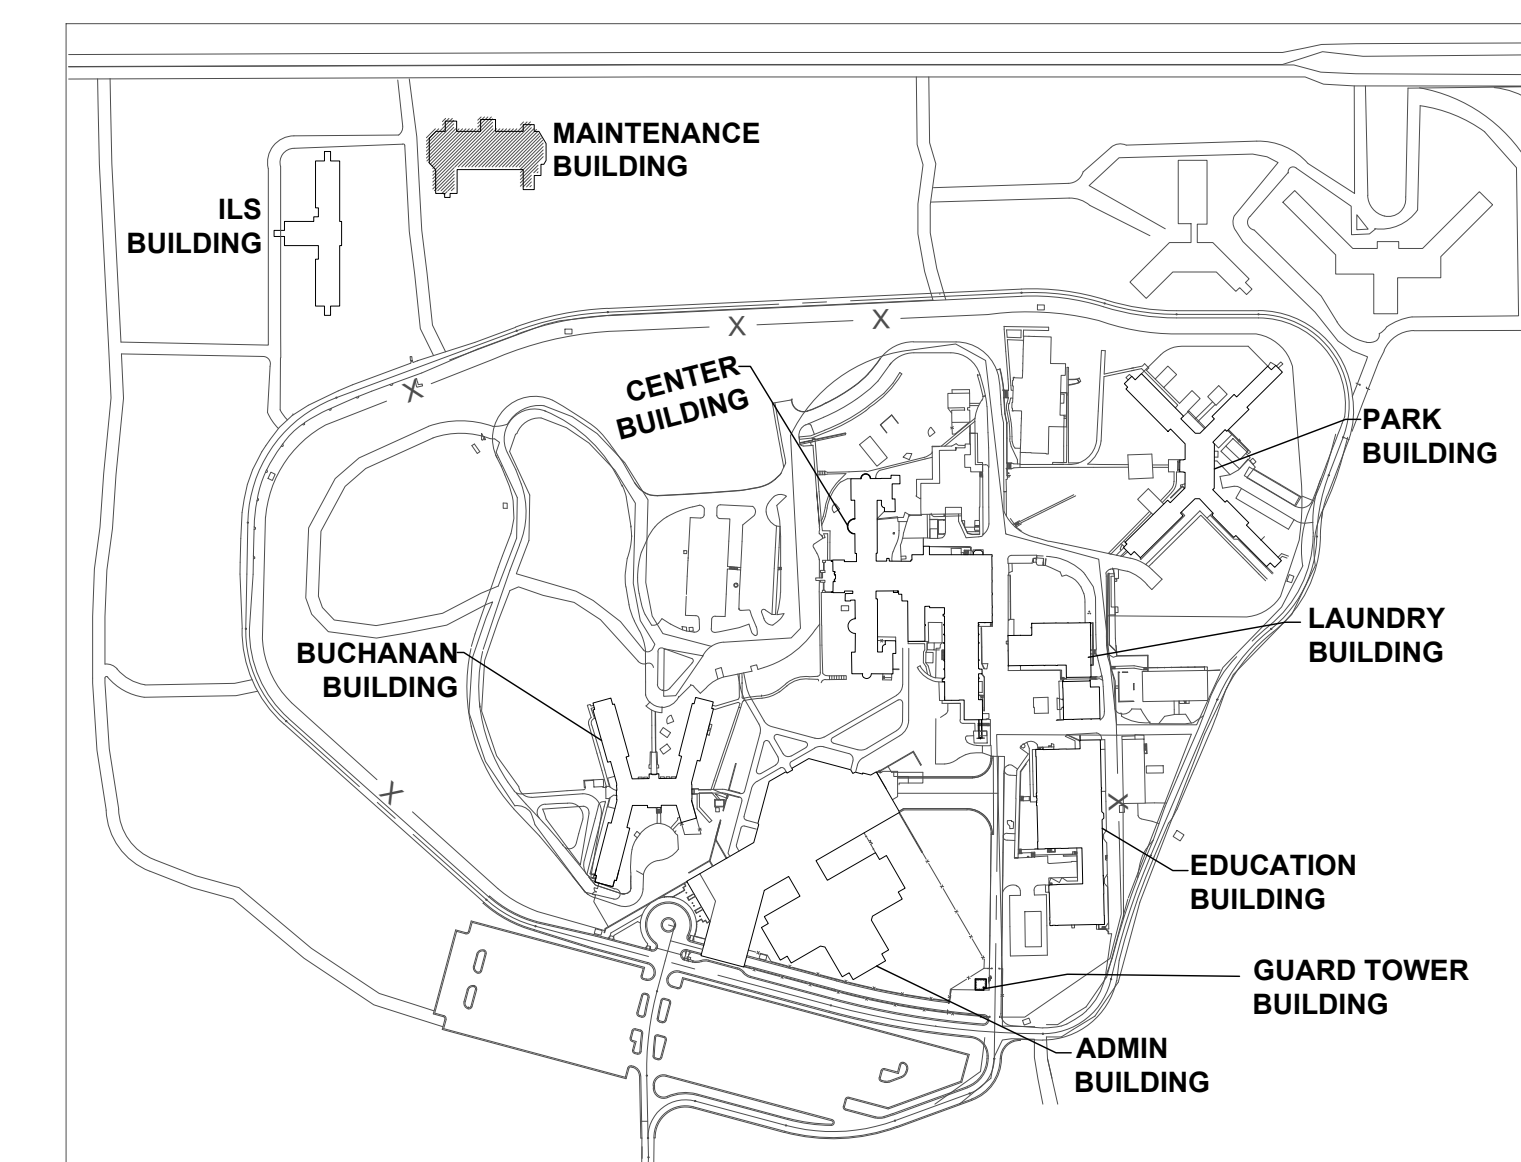 MAINTENANCE
BUILDING
ILS
BUILDING
CENTER
BUILDING
PARK
BUILDING
LAUNDRY
BUILDING
BUCHANAN
BUILDING
EDUCATION
BUILDING
GUARD TOWER
BUILDING
ADMIN
BUILDING
X
X
X
X
X